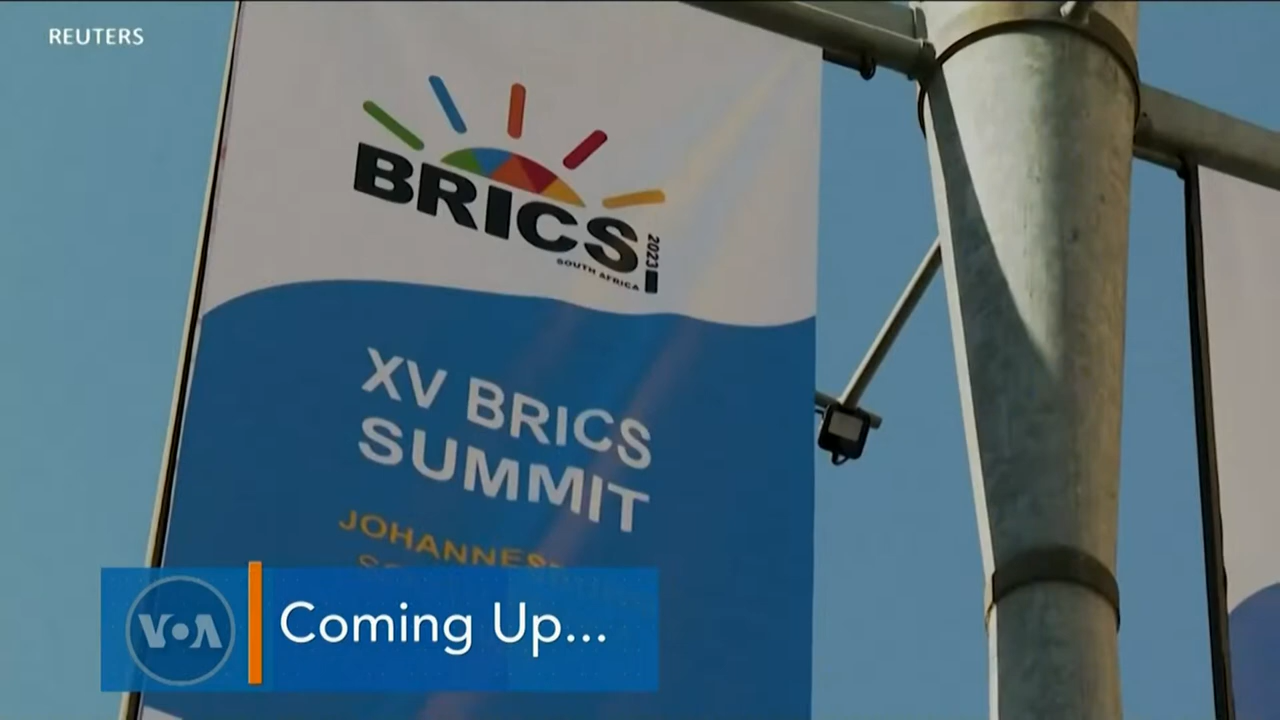 REUTERS
BRICS
2023
SOUTH AFRICA
XV BRICS
SUMMIT
VOA
Coming Up...